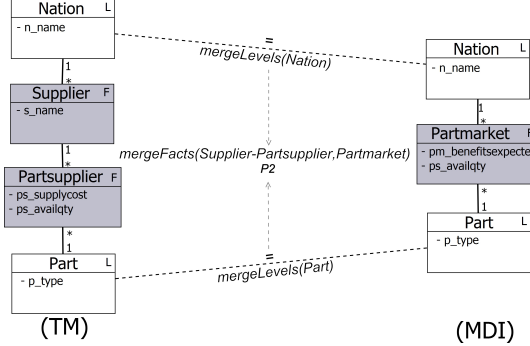 Nation L
- n_name
1
*
Supplier F
- s_name
1
*
Partsupplier F
- ps_supplycost
- ps_availqty
*
1
Part L
- p_type
(TM)
=
mergeLevels(Nation)
mergeFacts(Supplier-Partsupplier,Partmarket)
P2
=
mergeLevels(Part)
Nation L
- n_name
1
*
Partmarket F
- pm_benefitsexpecte
- ps_availqty
*
1
Part L
- p_type
(MDI)